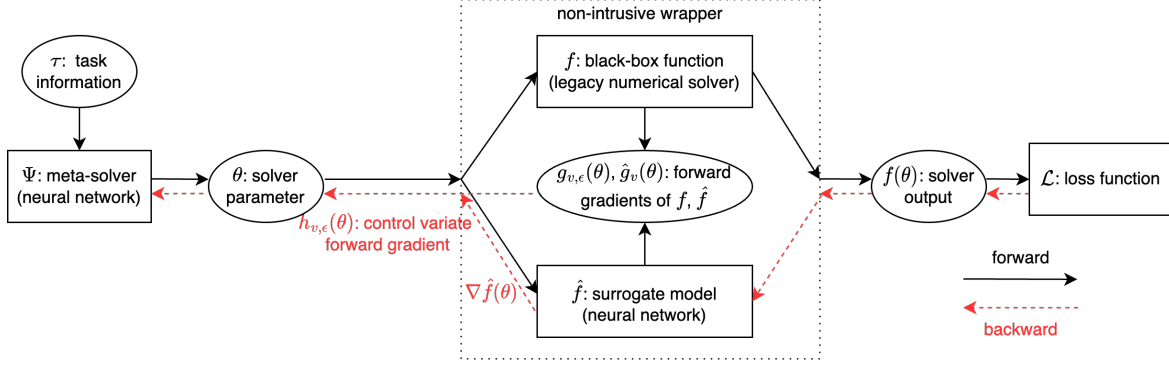 non-intrusive wrapper
τ: task
information
f: black-box function
(legacy numerical solver)
Ψ: meta-solver
(neural network)
θ: solver
parameter
g_{v,ϵ}(θ), ĝ_v(θ): forward
gradients of f, f̂
f(θ): solver
output
ℒ: loss function
h_{v,ϵ}(θ): control variate
forward gradient
∇f̂(θ)
f̂: surrogate model
(neural network)
forward
backward